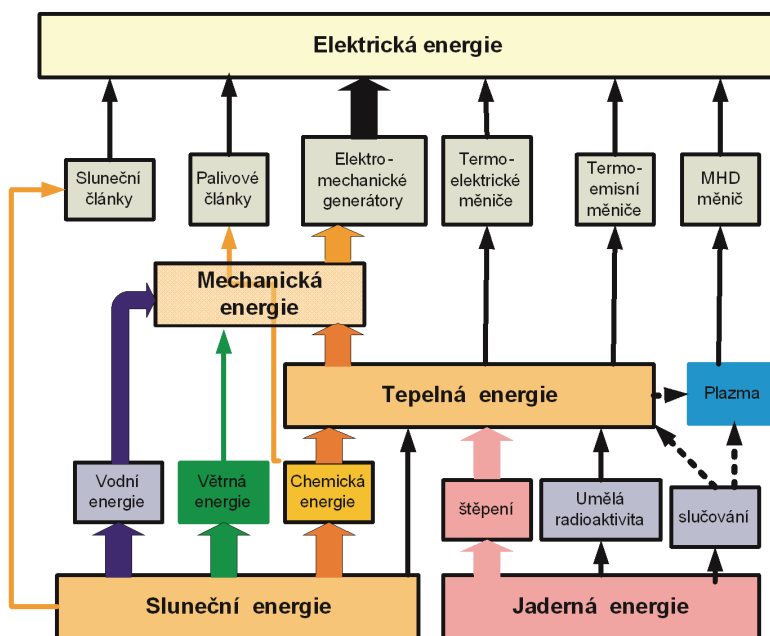 Elektrická energie
Sluneční
články
Palivové
články
Elektro-
mechanické
generátory
Termo-
elektrické
měniče
Termo-
emisní
měniče
MHD
měnič
Mechanická
energie
Tepelná energie
Plazma
Vodní
energie
Větrná
energie
Chemická
energie
štěpení
Umělá
radioaktivita
slučování
Sluneční energie
Jaderná energie